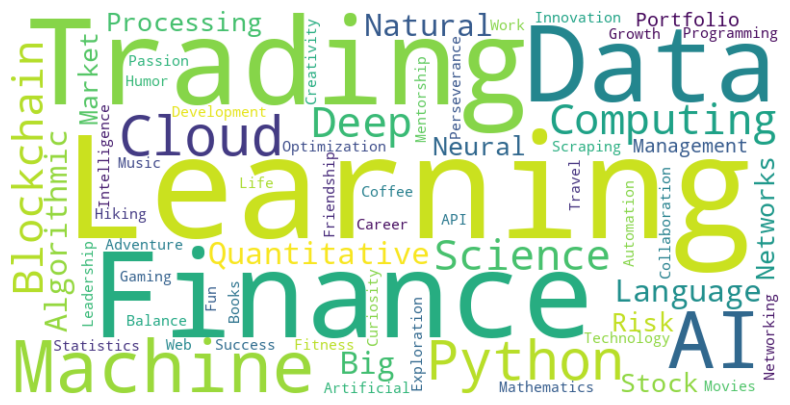 Trading
Data
Learning
Finance
Machine
AI
Python
Cloud
Computing
Deep
Science
Blockchain
Algorithmic
Quantitative
Natural
Language
Processing
Neural
Networks
Big
Risk
Stock
Market
Portfolio
Management
Innovation
Growth
Programming
Work
Passion
Humor
Creativity
Mentorship
Perseverance
Development
Optimization
Scraping
Intelligence
Music
Life
Friendship
Coffee
Travel
Hiking
Career
API
Collaboration
Automation
Adventure
Leadership
Gaming
Fun
Books
Curiosity
Balance
Exploration
Technology
Networking
Statistics
Web
Success
Fitness
Artificial
Mathematics
Movies